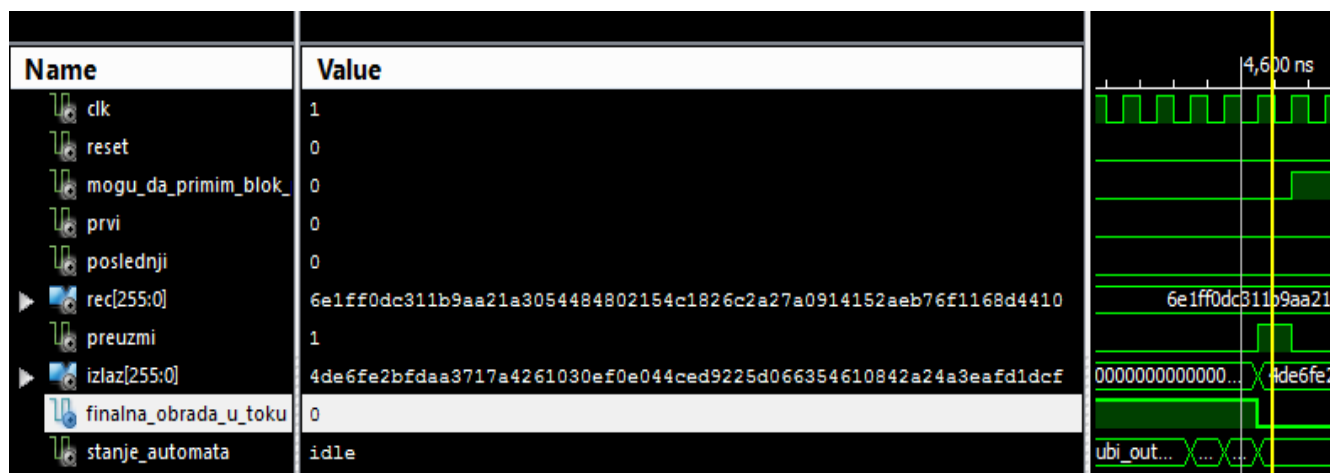 Name Value 4,600 ns
clk 1
reset 0
mogu_da_primim_blok_ 0
prvi 0
poslednji 0
rec[255:0] 6e1ff0dc311b9aa21a3054484802154c1826c2a27a0914152aeb76f1168d4410 6e1ff0dc311b9aa21
preuzmi 1
izlaz[255:0] 4de6fe2bfdaa3717a4261030ef0e044ced9225d066354610842a24a3eafd1dcf 0000000000000... 4de6fe2
finalna_obrada_u_toku 0
stanje_automata idle ubi_out... ... ...